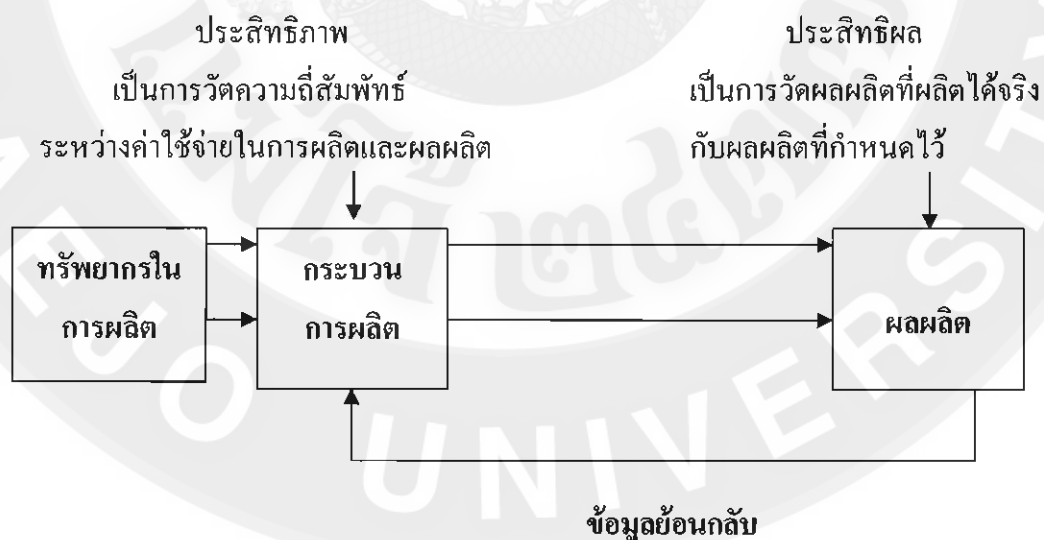 ประสิทธิภาพ
เป็นการวัตความถี่สัมพัทธ์
ระหว่างค่าใช้จ่ายในการผลิตและผลผลิต
ประสิทธิผล
เป็นการวัดผลผลิตที่ผลิตได้จริง
กับผลผลิตที่กำหนดไว้
ทรัพยากรใน
การผลิต
กระบวน
การผลิต
ผลผลิต
ข้อมูลย้อนกลับ
UNIVERSIT